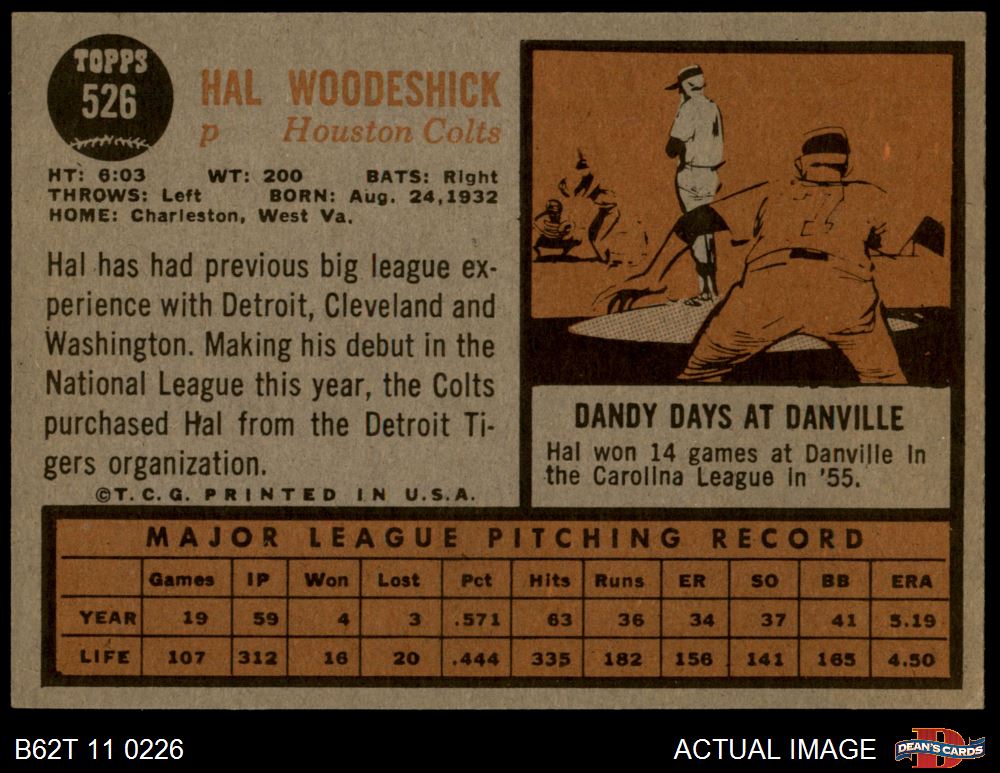 TOPPS
526
HAL WOODESHICK
p Houston Colts
HT: 6:03 WT: 200 BATS: Right
THROWS: Left BORN: Aug. 24,1932
HOME: Charleston, West Va.
Hal has had previous big league ex-
perience with Detroit, Cleveland and
Washington. Making his debut in the
National League this year, the Colts
purchased Hal from the Detroit Ti-
gers organization.
©T.C.G. PRINTED IN U.S.A.
DANDY DAYS AT DANVILLE
Hal won 14 games at Danville in
the Carolina League in '55.
MAJOR LEAGUE PITCHING RECORD
Games IP Won Lost Pct Hits Runs ER SO BB ERA
YEAR 19 59 4 3 .571 63 36 34 37 41 5.19
LIFE 107 312 16 20 .444 335 182 156 141 165 4.50
B62T 11 0226
ACTUAL IMAGE
D
DEAN'S CARDS